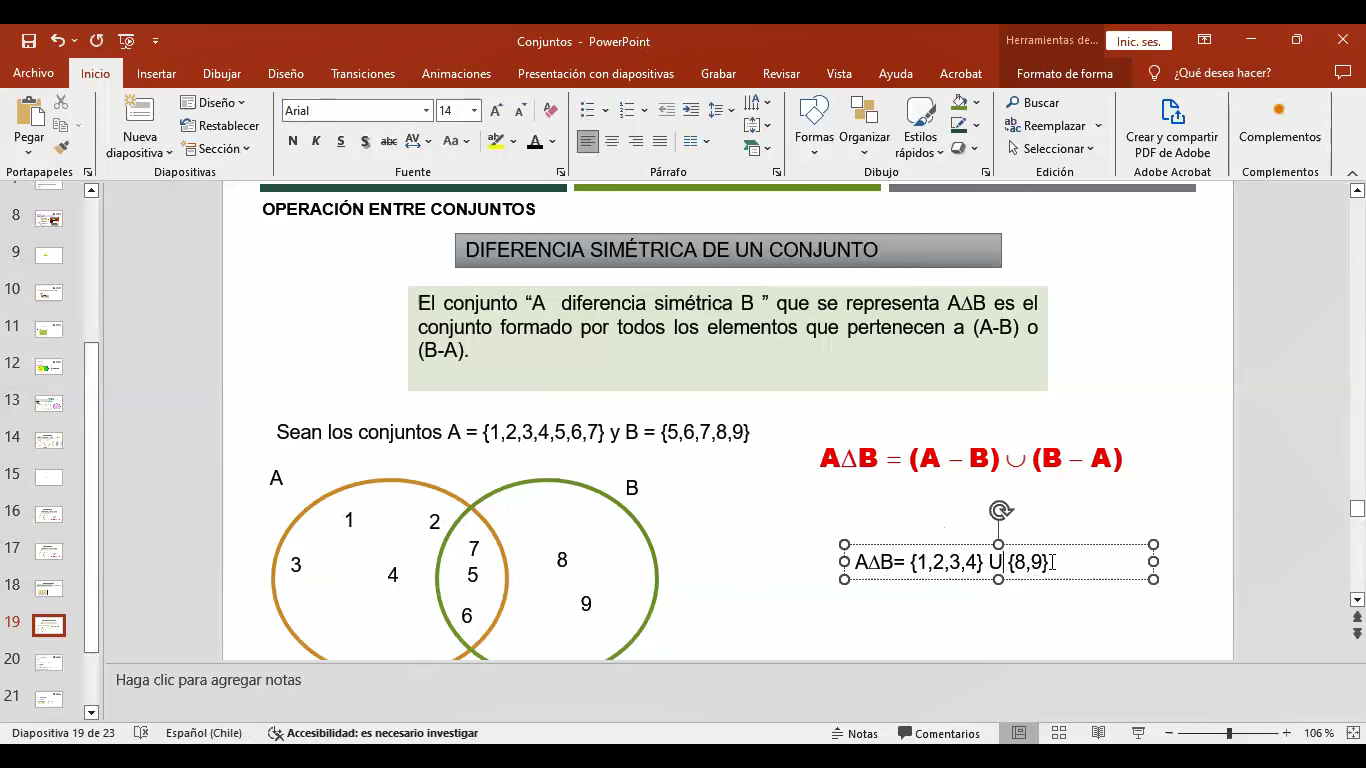 Conjuntos - PowerPoint
Herramientas de...
Inic. ses.
Archivo Inicio Insertar Dibujar Diseño Transiciones Animaciones Presentación con diapositivas Grabar Revisar Vista Ayuda Acrobat Formato de forma ¿Qué desea hacer?
Pegar
Portapapeles
Nueva diapositiva
Diseño
Restablecer
Sección
Diapositivas
Arial 14
N K S S abc AV Aa A
Fuente
Párrafo
Formas Organizar Estilos rápidos
Dibujo
Buscar
Reemplazar
Seleccionar
Edición
Crear y compartir PDF de Adobe
Adobe Acrobat
Complementos
Complementos
8
9
10
11
12
13
14
15
16
17
18
19
20
21
OPERACIÓN ENTRE CONJUNTOS
DIFERENCIA SIMÉTRICA DE UN CONJUNTO
El conjunto “A diferencia simétrica B ” que se representa A∆B es el
conjunto formado por todos los elementos que pertenecen a (A-B) o
(B-A).
Sean los conjuntos A = {1,2,3,4,5,6,7} y B = {5,6,7,8,9}
A∆B = (A − B) ∪ (B − A)
A B
1 2 3 4 7 5 6 8 9
A∆B= {1,2,3,4} U {8,9}
Haga clic para agregar notas
Diapositiva 19 de 23 Español (Chile) Accesibilidad: es necesario investigar Notas Comentarios 106 %